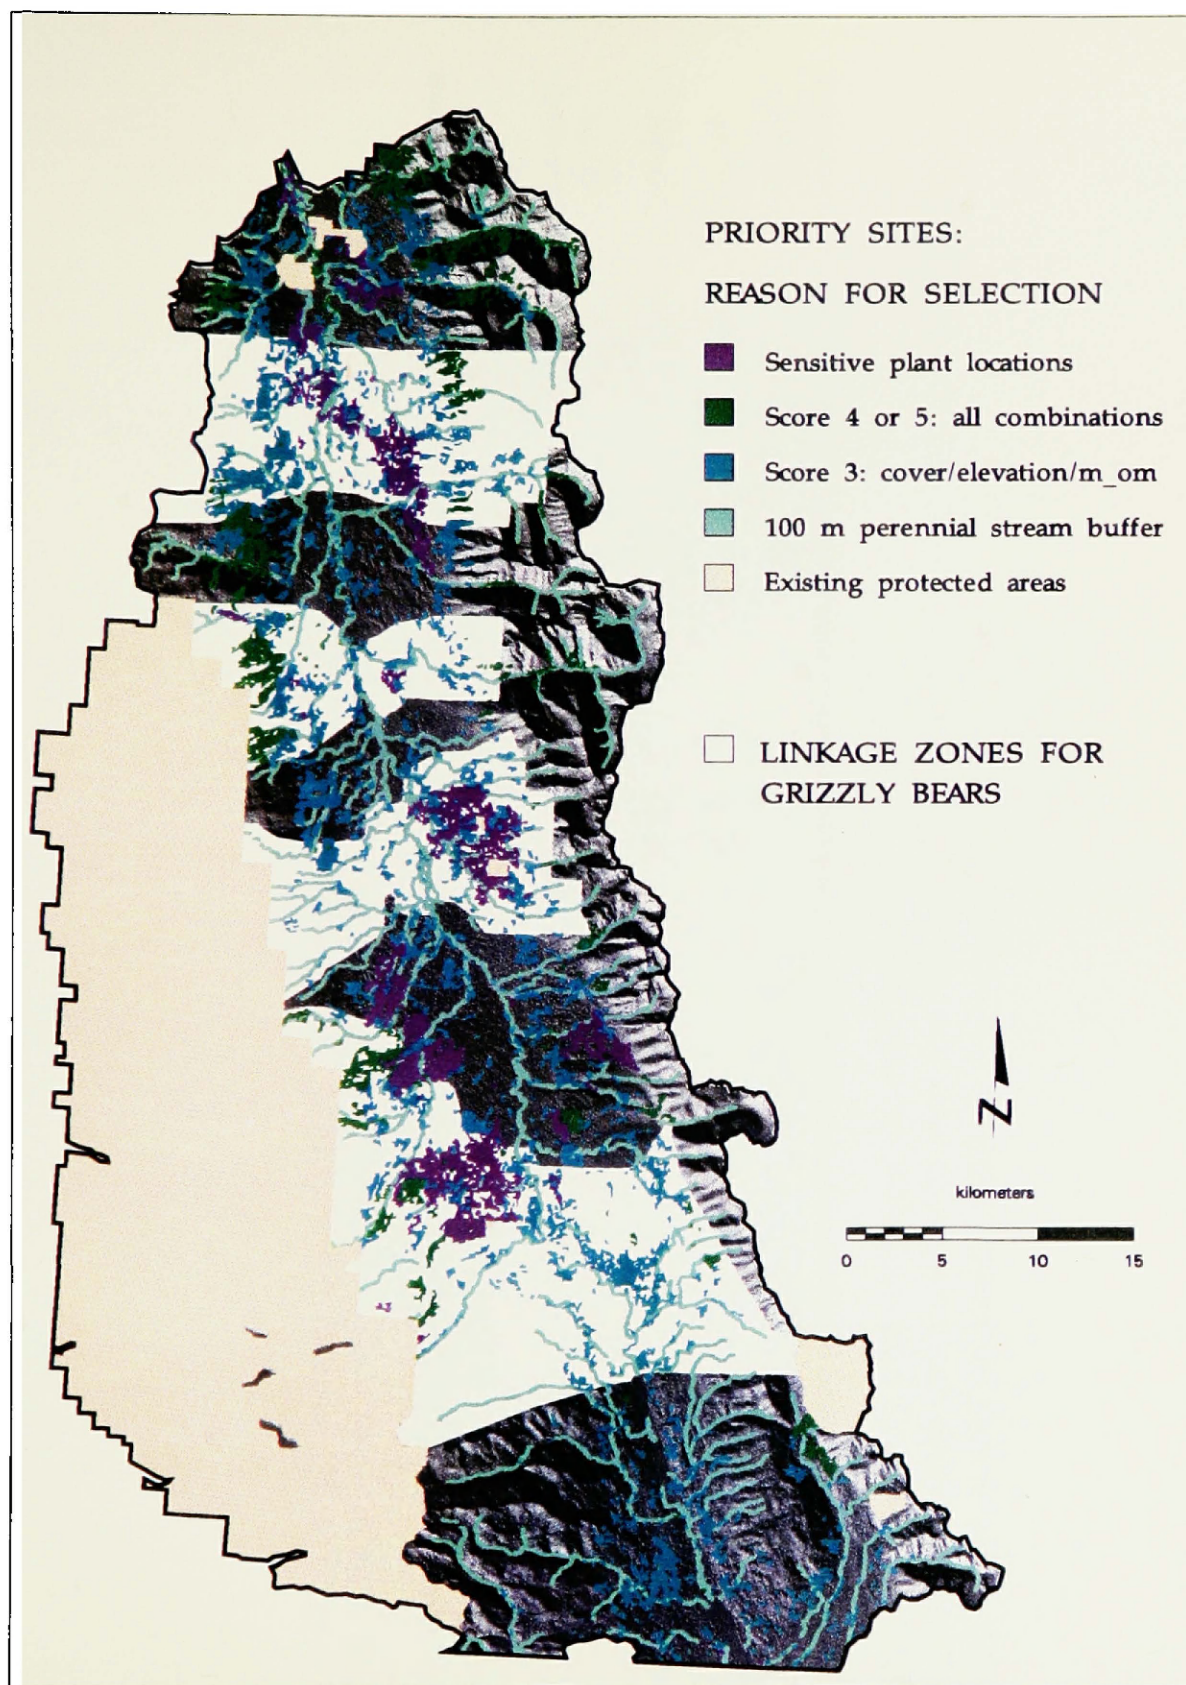 PRIORITY SITES:
REASON FOR SELECTION
Sensitive plant locations
Score 4 or 5: all combinations
Score 3: cover/elevation/m_om
100 m perennial stream buffer
Existing protected areas
LINKAGE ZONES FOR
GRIZZLY BEARS
N
kilometers
0 5 10 15